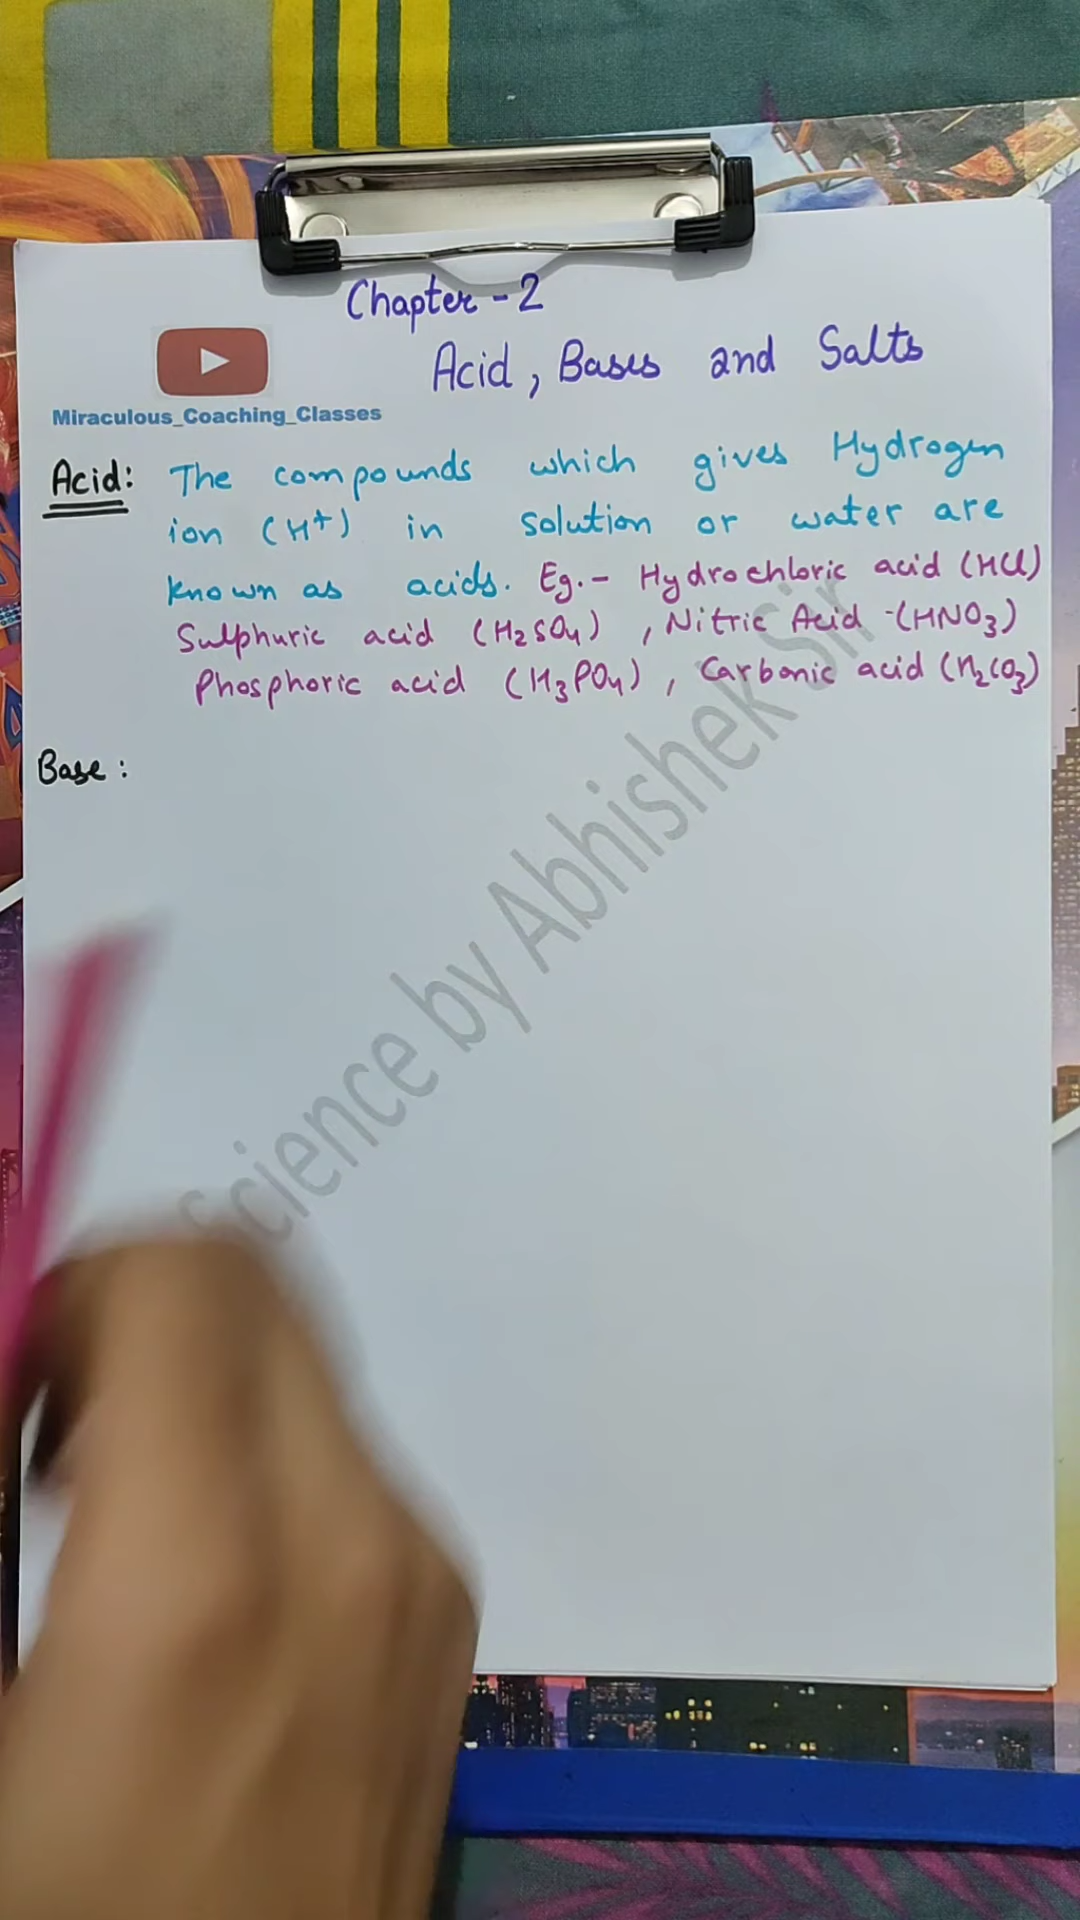 Chapter - 2
Acid, Bases and Salts
Miraculous_Coaching_Classes
Acid: The compounds which gives Hydrogen
ion (H+) in solution or water are
known as acids. Eg.- Hydrochloric acid (HCl)
Sulphuric acid (H2SO4), Nitric Acid -(HNO3)
Phosphoric acid (H3PO4), Carbonic acid (H2CO3)
Base:
Science by Abhishek Sir